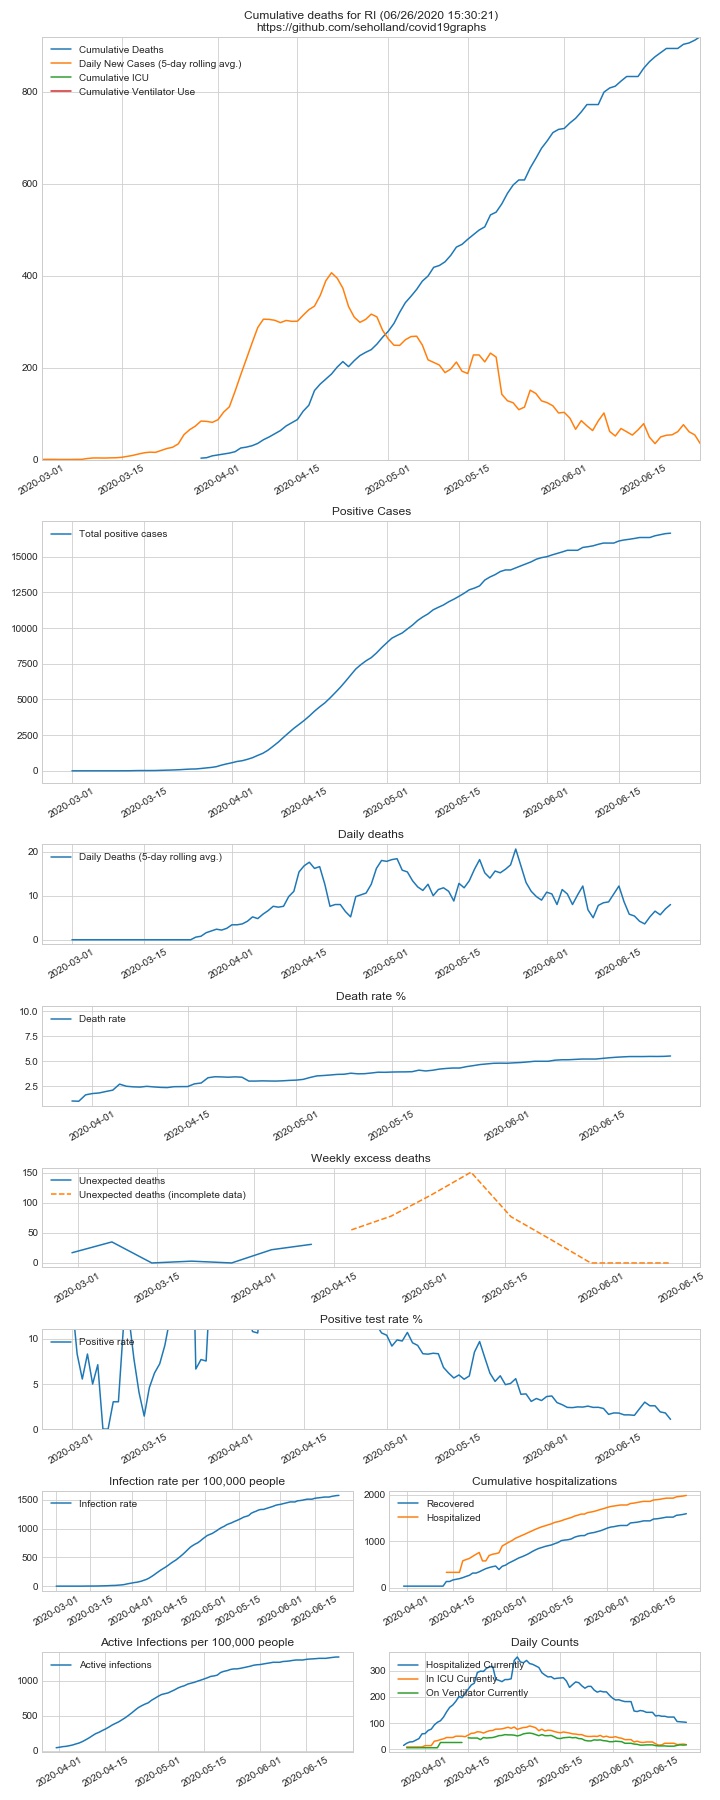 Cumulative deaths for RI (06/26/2020 15:30:21)
https://github.com/seholland/covid19graphs
Cumulative Deaths
Daily New Cases (5-day rolling avg.)
Cumulative ICU
Cumulative Ventilator Use
800
600
400
200
0
2020-03-01 2020-03-15 2020-04-01 2020-04-15 2020-05-01 2020-05-15 2020-06-01 2020-06-15
Positive Cases
Total positive cases
15000
12500
10000
7500
5000
2500
0
2020-03-01 2020-03-15 2020-04-01 2020-04-15 2020-05-01 2020-05-15 2020-06-01 2020-06-15
Daily deaths
Daily Deaths (5-day rolling avg.)
20
10
0
2020-03-01 2020-03-15 2020-04-01 2020-04-15 2020-05-01 2020-05-15 2020-06-01 2020-06-15
Death rate %
Death rate
10.0
7.5
5.0
2.5
2020-04-01 2020-04-15 2020-05-01 2020-05-15 2020-06-01 2020-06-15
Weekly excess deaths
Unexpected deaths
Unexpected deaths (incomplete data)
150
100
50
0
2020-03-01 2020-03-15 2020-04-01 2020-04-15 2020-05-01 2020-05-15 2020-06-01 2020-06-15
Positive test rate %
Positive rate
10
5
0
2020-03-01 2020-03-15 2020-04-01 2020-04-15 2020-05-01 2020-05-15 2020-06-01 2020-06-15
Infection rate per 100,000 people
Infection rate
1500
1000
500
0
2020-03-01 2020-03-15 2020-04-01 2020-04-15 2020-05-01 2020-05-15 2020-06-01 2020-06-15
Cumulative hospitalizations
Recovered
Hospitalized
2000
1000
0
2020-04-01 2020-04-15 2020-05-01 2020-05-15 2020-06-01 2020-06-15
Active Infections per 100,000 people
Active infections
1000
500
0
2020-04-01 2020-04-15 2020-05-01 2020-05-15 2020-06-01 2020-06-15
Daily Counts
Hospitalized Currently
In ICU Currently
On Ventilator Currently
300
200
100
0
2020-04-01 2020-04-15 2020-05-01 2020-05-15 2020-06-01 2020-06-15